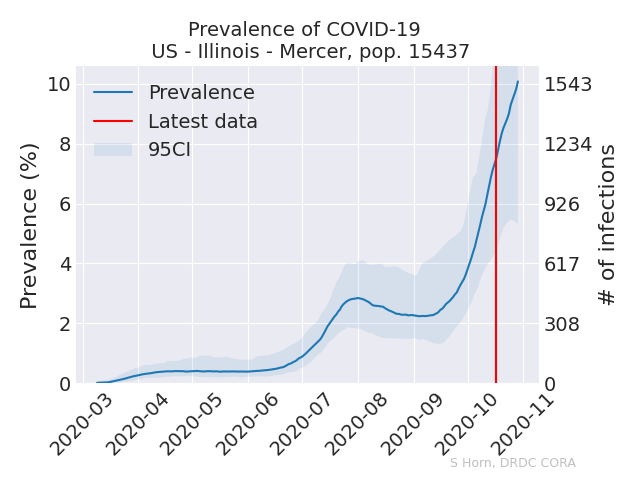 Prevalence of COVID-19
US - Illinois - Mercer, pop. 15437
Prevalence
Latest data
95CI
Prevalence (%)
10
8
6
4
2
0
1543
1234
926
617
308
0
# of infections
2020-03
2020-04
2020-05
2020-06
2020-07
2020-08
2020-09
2020-10
2020-11
S Horn, DRDC CORA